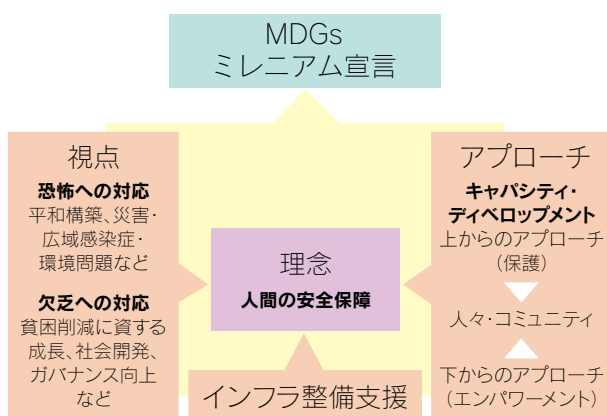 MDGs
ミレニアム宣言
視点
恐怖への対応
平和構築、災害・
広域感染症・
環境問題など
欠乏への対応
貧困削減に資する
成長、社会開発、
ガバナンス向上
など
理念
人間の安全保障
インフラ整備支援
アプローチ
キャパシティ・
ディベロップメント
上からのアプローチ
（保護）
人々・コミュニティ
下からのアプローチ
（エンパワーメント）